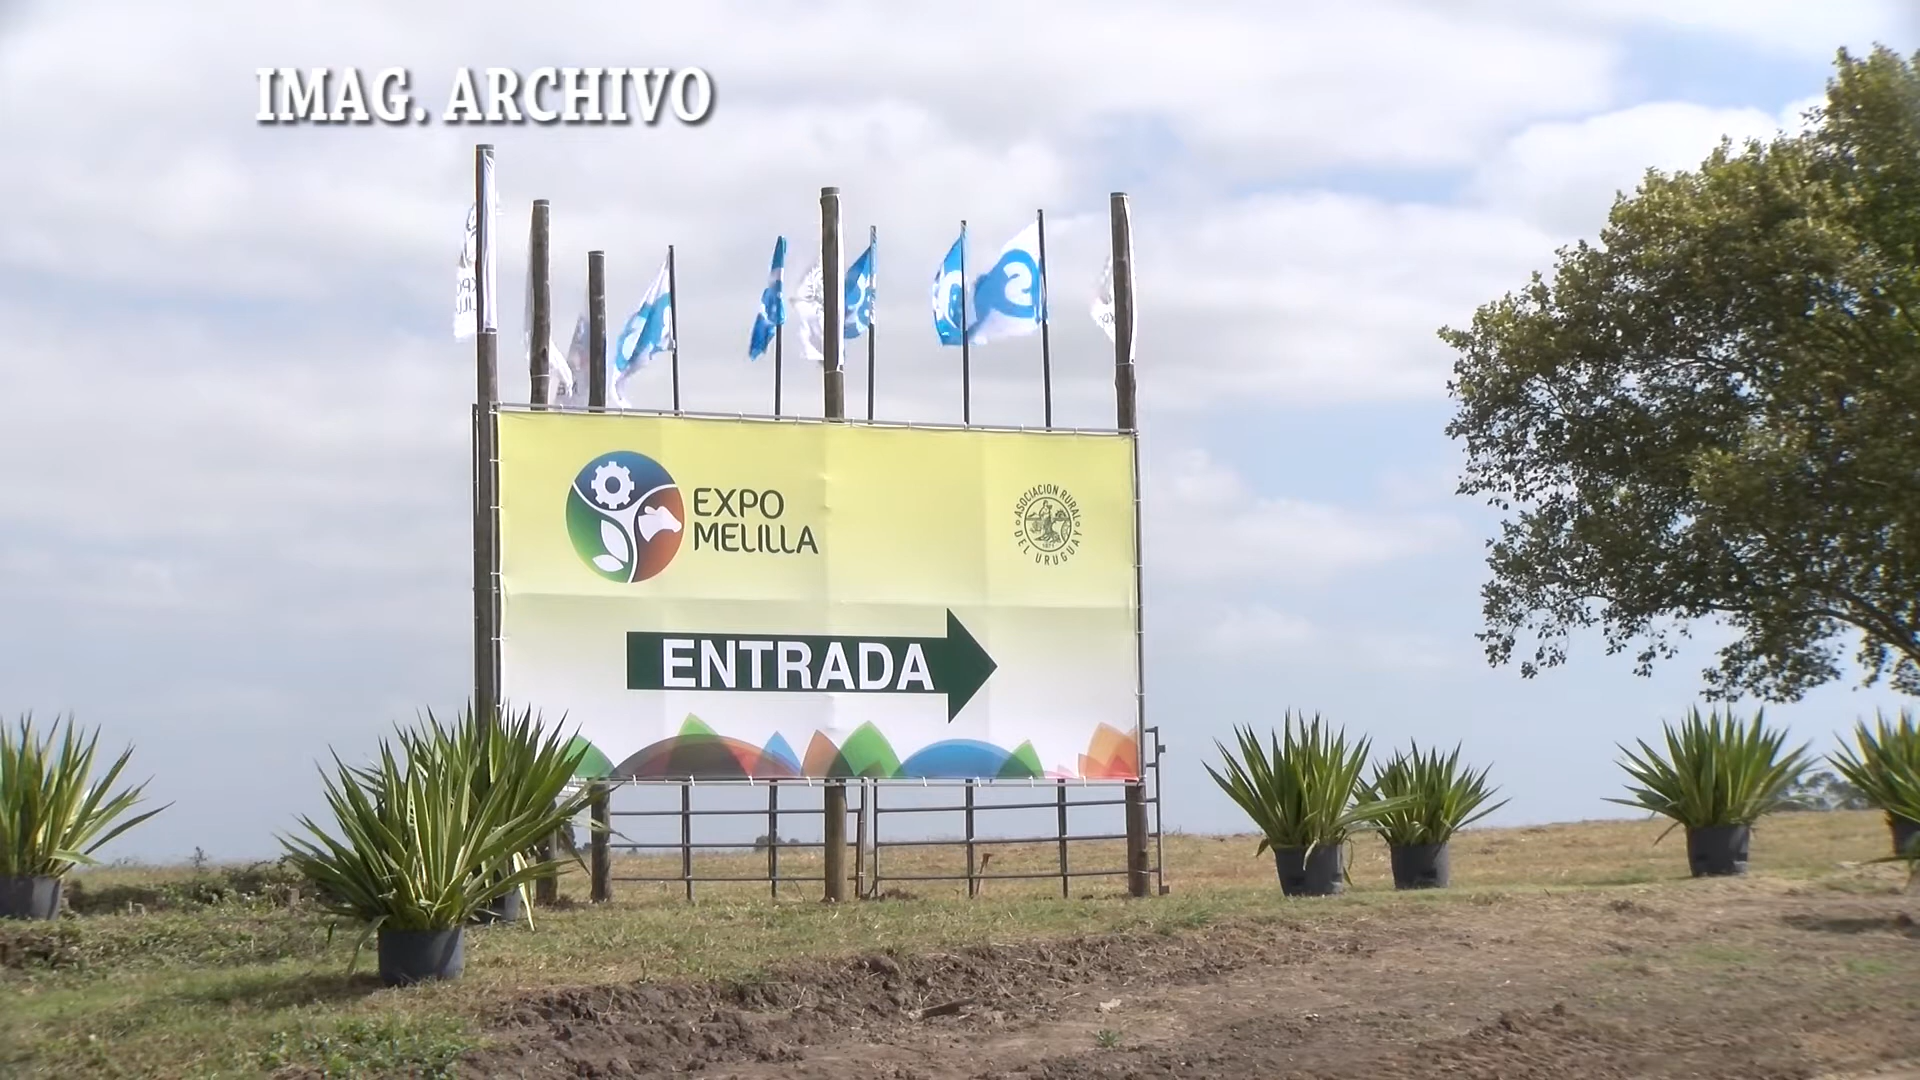 IMAG. ARCHIVO
EXPO
MELILLA
ASOCIACION RURAL
DEL URUGUAY
ENTRADA